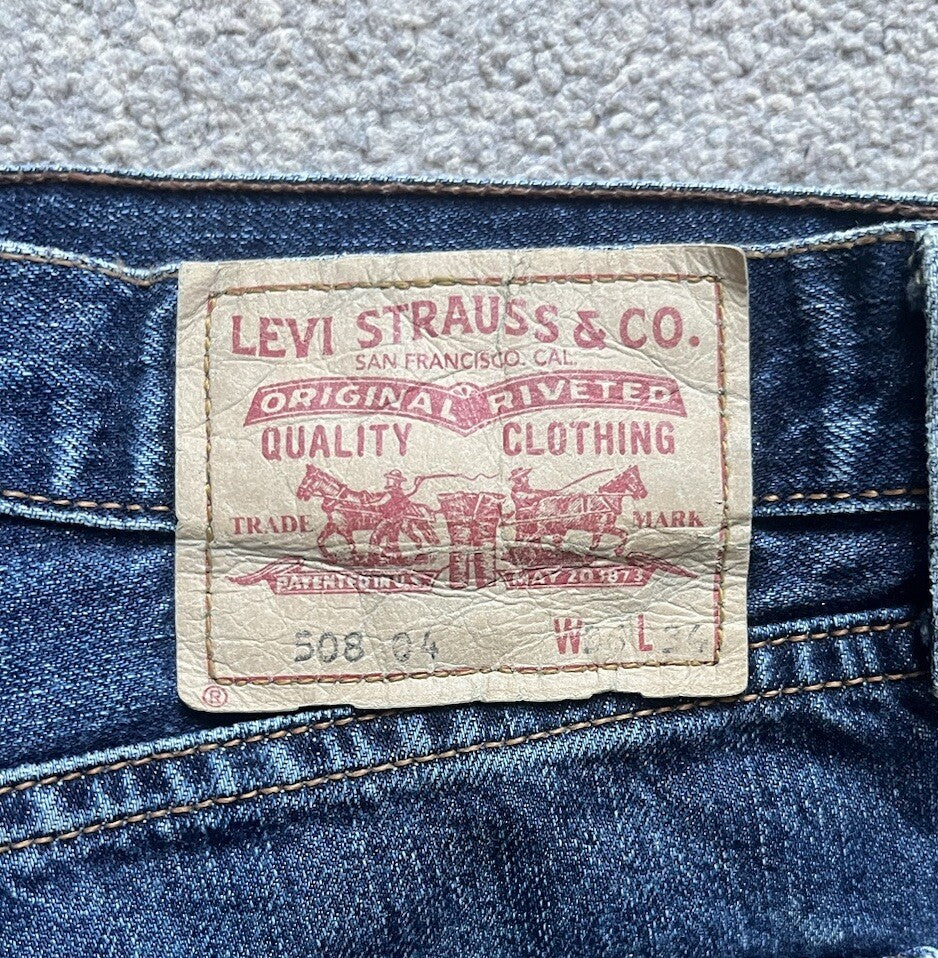 LEVI STRAUSS & CO.
SAN FRANCISCO. CAL.
ORIGINAL RIVETED
QUALITY CLOTHING
TRADE MARK
PATENTED IN U.S. MAY 20 1873
508 04 W L 34
®